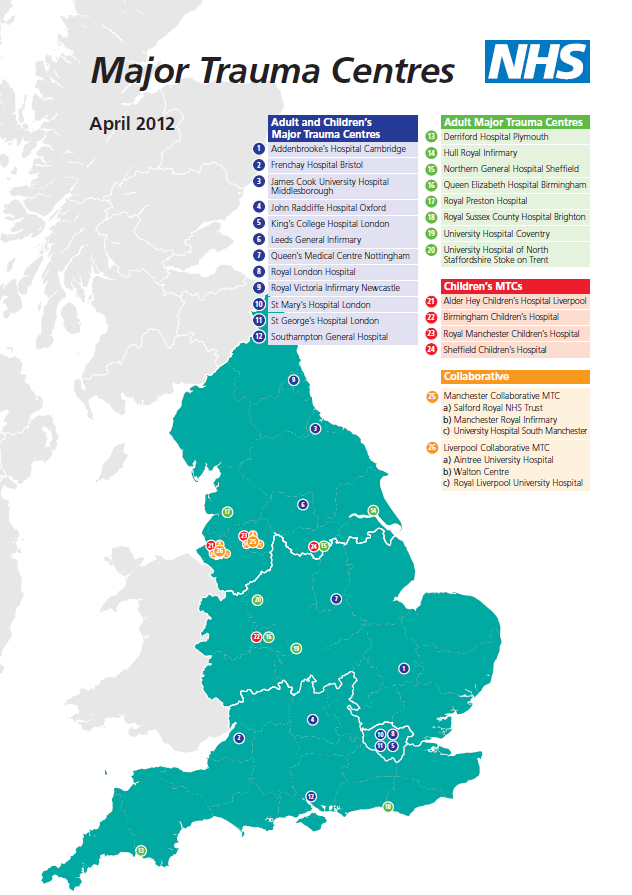 Major Trauma Centres
NHS
April 2012
Adult and Children's
Major Trauma Centres
1 Addenbrooke's Hospital Cambridge
2 Frenchay Hospital Bristol
3 James Cook University Hospital
Middlesborough
4 John Radcliffe Hospital Oxford
5 King's College Hospital London
6 Leeds General Infirmary
7 Queen's Medical Centre Nottingham
8 Royal London Hospital
9 Royal Victoria Infirmary Newcastle
10 St Mary's Hospital London
11 St George's Hospital London
12 Southampton General Hospital
Adult Major Trauma Centres
13 Derriford Hospital Plymouth
14 Hull Royal Infirmary
15 Northern General Hospital Sheffield
16 Queen Elizabeth Hospital Birmingham
17 Royal Preston Hospital
18 Royal Sussex County Hospital Brighton
19 University Hospital Coventry
20 University Hospital of North
Staffordshire Stoke on Trent
Children's MTCs
21 Alder Hey Children's Hospital Liverpool
22 Birmingham Children's Hospital
23 Royal Manchester Children's Hospital
24 Sheffield Children's Hospital
Collaborative
25 Manchester Collaborative MTC
a) Salford Royal NHS Trust
b) Manchester Royal Infirmary
c) University Hospital South Manchester
26 Liverpool Collaborative MTC
a) Aintree University Hospital
b) Walton Centre
c) Royal Liverpool University Hospital
9
3
6
17
14
23
25
21
26
24 15
20
7
22 16
19
1
4
2
10 8
11 5
12
18
13